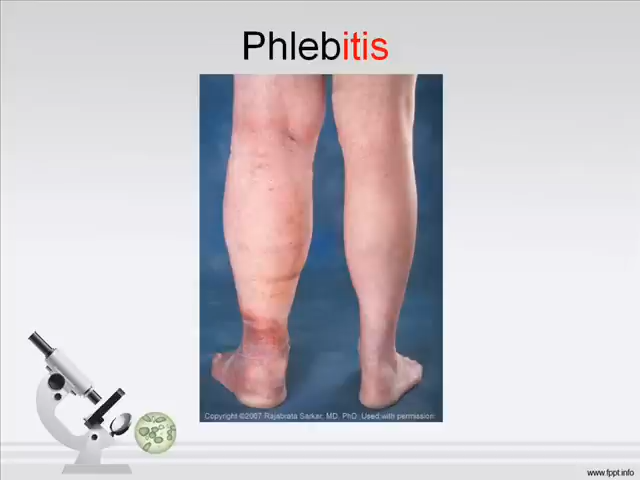 Phlebitis
Copyright ©2007 Rajabrata Sarkar, MD, PhD. Used with permission
www.fppt.info